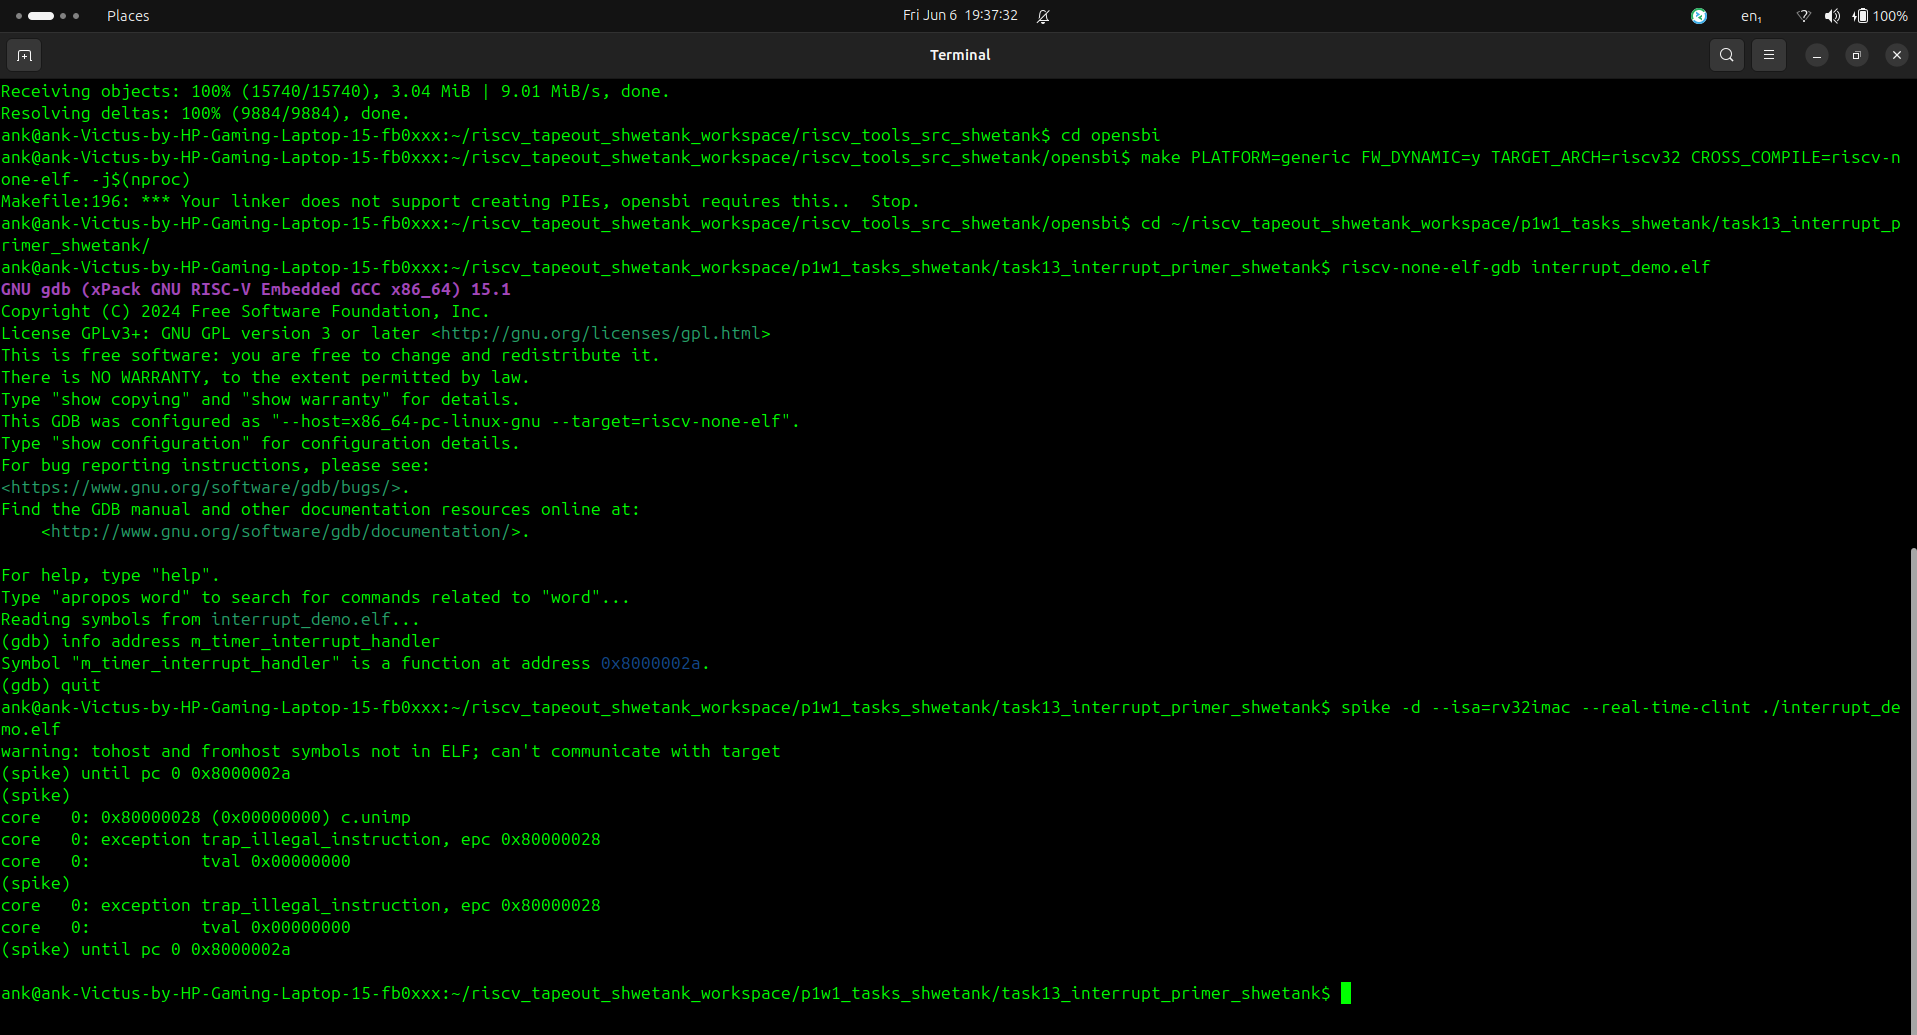 Places
Fri Jun 6 19:37:32
en₁
100%
Terminal
Receiving objects: 100% (15740/15740), 3.04 MiB | 9.01 MiB/s, done.
Resolving deltas: 100% (9884/9884), done.
ank@ank-Victus-by-HP-Gaming-Laptop-15-fb0xxx:~/riscv_tapeout_shwetank_workspace/riscv_tools_src_shwetank$ cd opensbi
ank@ank-Victus-by-HP-Gaming-Laptop-15-fb0xxx:~/riscv_tapeout_shwetank_workspace/riscv_tools_src_shwetank/opensbi$ make PLATFORM=generic FW_DYNAMIC=y TARGET_ARCH=riscv32 CROSS_COMPILE=riscv-n
one-elf- -j$(nproc)
Makefile:196: *** Your linker does not support creating PIEs, opensbi requires this..  Stop.
ank@ank-Victus-by-HP-Gaming-Laptop-15-fb0xxx:~/riscv_tapeout_shwetank_workspace/riscv_tools_src_shwetank/opensbi$ cd ~/riscv_tapeout_shwetank_workspace/p1w1_tasks_shwetank/task13_interrupt_p
rimer_shwetank/
ank@ank-Victus-by-HP-Gaming-Laptop-15-fb0xxx:~/riscv_tapeout_shwetank_workspace/p1w1_tasks_shwetank/task13_interrupt_primer_shwetank$ riscv-none-elf-gdb interrupt_demo.elf
GNU gdb (xPack GNU RISC-V Embedded GCC x86_64) 15.1
Copyright (C) 2024 Free Software Foundation, Inc.
License GPLv3+: GNU GPL version 3 or later <http://gnu.org/licenses/gpl.html>
This is free software: you are free to change and redistribute it.
There is NO WARRANTY, to the extent permitted by law.
Type "show copying" and "show warranty" for details.
This GDB was configured as "--host=x86_64-pc-linux-gnu --target=riscv-none-elf".
Type "show configuration" for configuration details.
For bug reporting instructions, please see:
<https://www.gnu.org/software/gdb/bugs/>.
Find the GDB manual and other documentation resources online at:
    <http://www.gnu.org/software/gdb/documentation/>.
For help, type "help".
Type "apropos word" to search for commands related to "word"...
Reading symbols from interrupt_demo.elf...
(gdb) info address m_timer_interrupt_handler
Symbol "m_timer_interrupt_handler" is a function at address 0x8000002a.
(gdb) quit
ank@ank-Victus-by-HP-Gaming-Laptop-15-fb0xxx:~/riscv_tapeout_shwetank_workspace/p1w1_tasks_shwetank/task13_interrupt_primer_shwetank$ spike -d --isa=rv32imac --real-time-clint ./interrupt_de
mo.elf
warning: tohost and fromhost symbols not in ELF; can't communicate with target
(spike) until pc 0 0x8000002a
(spike)
core   0: 0x80000028 (0x00000000) c.unimp
core   0: exception trap_illegal_instruction, epc 0x80000028
core   0:           tval 0x00000000
(spike)
core   0: exception trap_illegal_instruction, epc 0x80000028
core   0:           tval 0x00000000
(spike) until pc 0 0x8000002a
ank@ank-Victus-by-HP-Gaming-Laptop-15-fb0xxx:~/riscv_tapeout_shwetank_workspace/p1w1_tasks_shwetank/task13_interrupt_primer_shwetank$